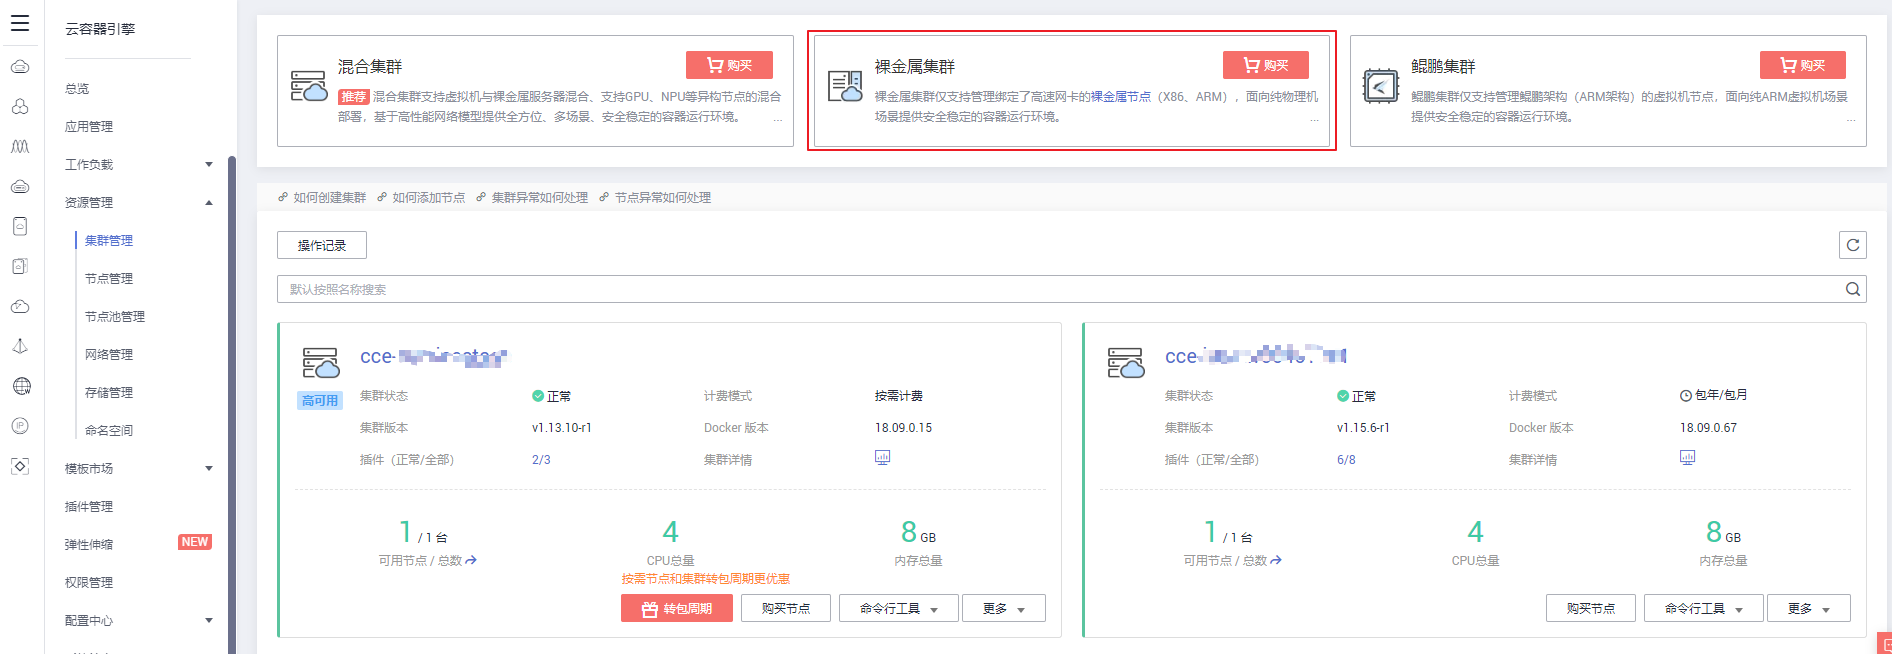 云容器引擎
总览
应用管理
工作负载
资源管理
集群管理
节点管理
节点池管理
网络管理
存储管理
命名空间
模板市场
插件管理
弹性伸缩 NEW
权限管理
配置中心
混合集群
购买
推荐 混合集群支持虚拟机与裸金属服务器混合、支持GPU、NPU等异构节点的混合
部署，基于高性能网络模型提供全方位、多场景、安全稳定的容器运行环境。 ...
裸金属集群
购买
裸金属集群仅支持管理绑定了高速网卡的裸金属节点（X86、ARM），面向纯物理机
场景提供安全稳定的容器运行环境。 ...
鲲鹏集群
购买
鲲鹏集群仅支持管理鲲鹏架构（ARM架构）的虚拟机节点，面向纯ARM虚拟机场景
提供安全稳定的容器运行环境。 ...
如何创建集群 如何添加节点 集群异常如何处理 节点异常如何处理
操作记录
默认按照名称搜索
cce-
高可用
集群状态 正常 计费模式 按需计费
集群版本 v1.13.10-r1 Docker 版本 18.09.0.15
插件（正常/全部） 2/3 集群详情
1 / 1 台 4 8 GB
可用节点 / 总数 CPU总量 内存总量
按需节点和集群转包周期更优惠
转包周期 购买节点 命令行工具 更多
cce-
集群状态 正常 计费模式 包年/包月
集群版本 v1.15.6-r1 Docker 版本 18.09.0.67
插件（正常/全部） 6/8 集群详情
1 / 1 台 4 8 GB
可用节点 / 总数 CPU总量 内存总量
购买节点 命令行工具 更多